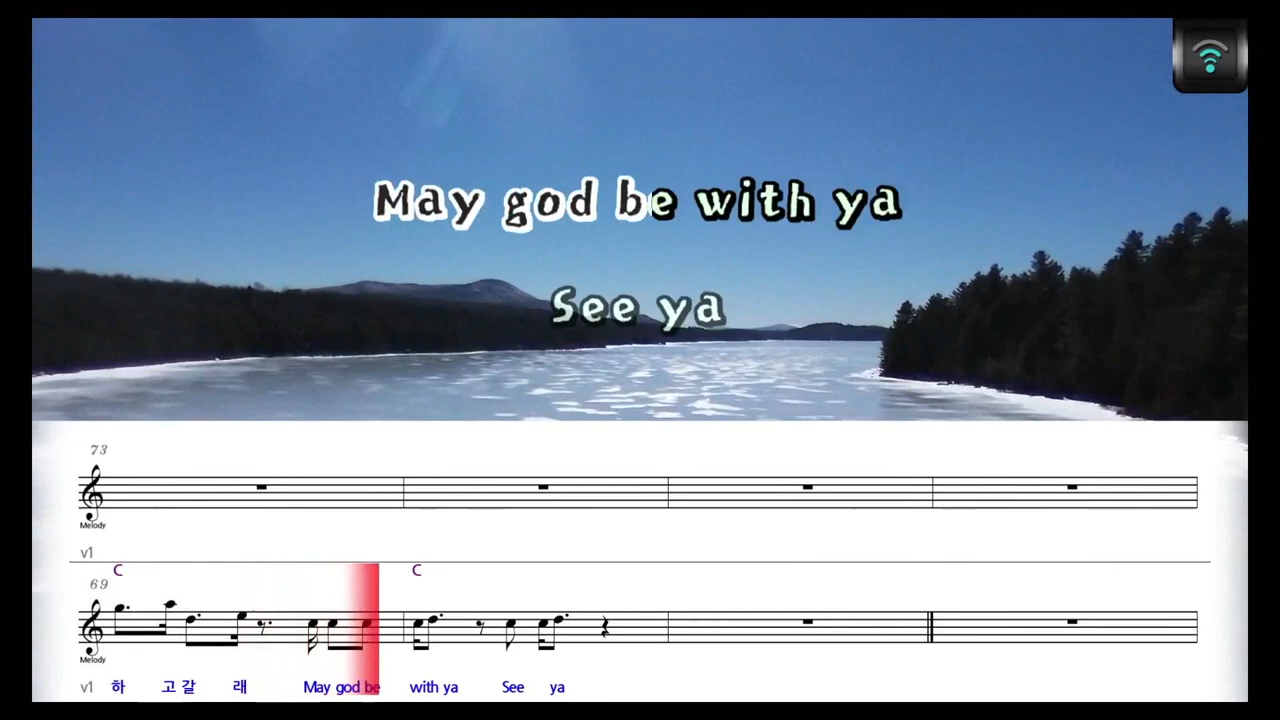 May god be with ya
See ya
73
Melody
v1
C C
69
Melody
v1 하 고 갈 래 May god be with ya See ya